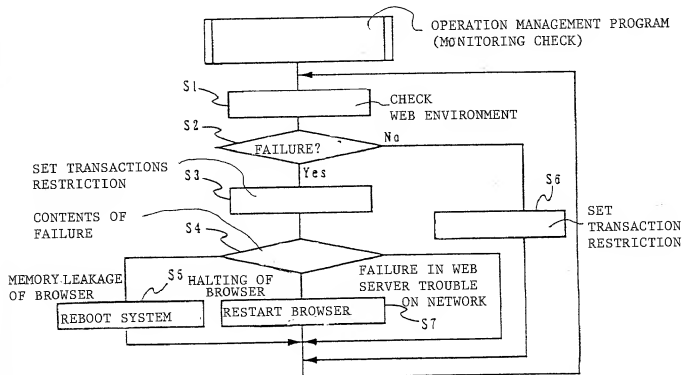 OPERATION MANAGEMENT PROGRAM
(MONITORING CHECK)
S1
CHECK
WEB ENVIRONMENT
S2
FAILURE?
No
Yes
SET TRANSACTIONS
RESTRICTION
S3
S6
SET
TRANSACTION
RESTRICTION
CONTENTS OF
FAILURE
S4
MEMORY LEAKAGE
OF BROWSER
S5
HALTING OF
BROWSER
FAILURE IN WEB
SERVER TROUBLE
ON NETWORK
REBOOT SYSTEM
RESTART BROWSER
S7